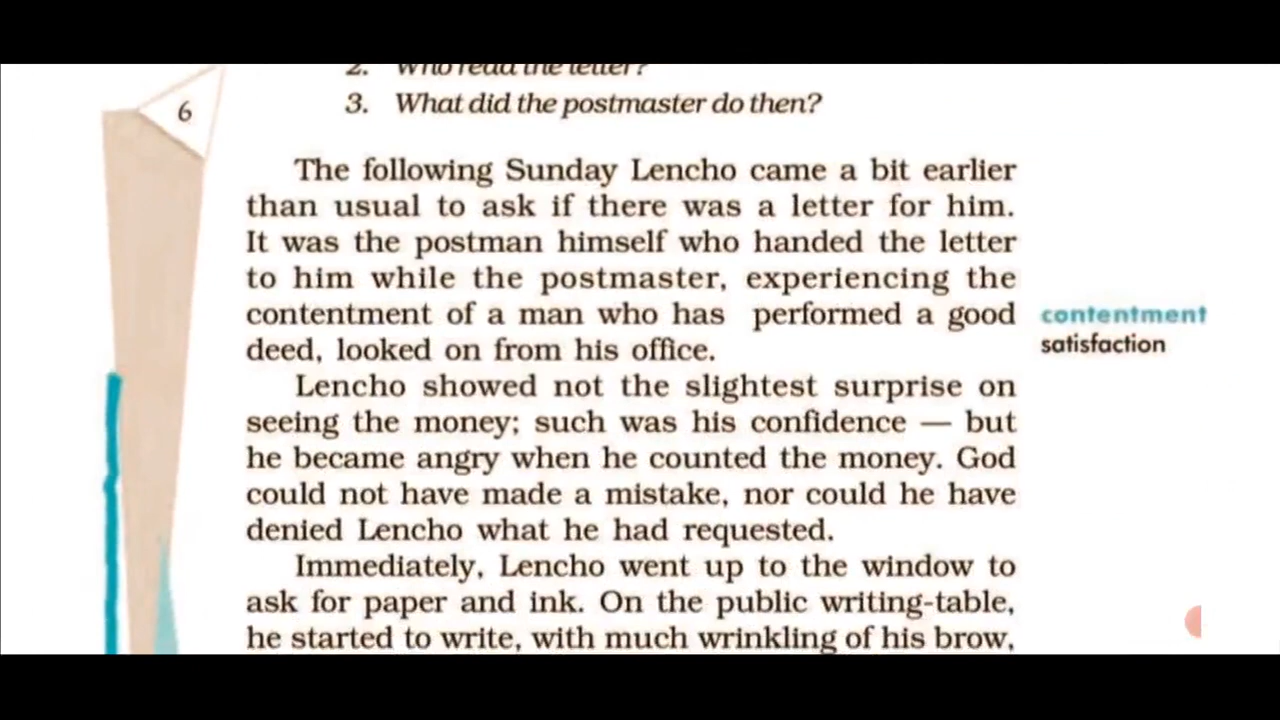 2. Who read the letter?
3. What did the postmaster do then?
6
The following Sunday Lencho came a bit earlier
than usual to ask if there was a letter for him.
It was the postman himself who handed the letter
to him while the postmaster, experiencing the
contentment of a man who has performed a good
deed, looked on from his office.
contentment
satisfaction
Lencho showed not the slightest surprise on
seeing the money; such was his confidence — but
he became angry when he counted the money. God
could not have made a mistake, nor could he have
denied Lencho what he had requested.
Immediately, Lencho went up to the window to
ask for paper and ink. On the public writing-table,
he started to write, with much wrinkling of his brow,